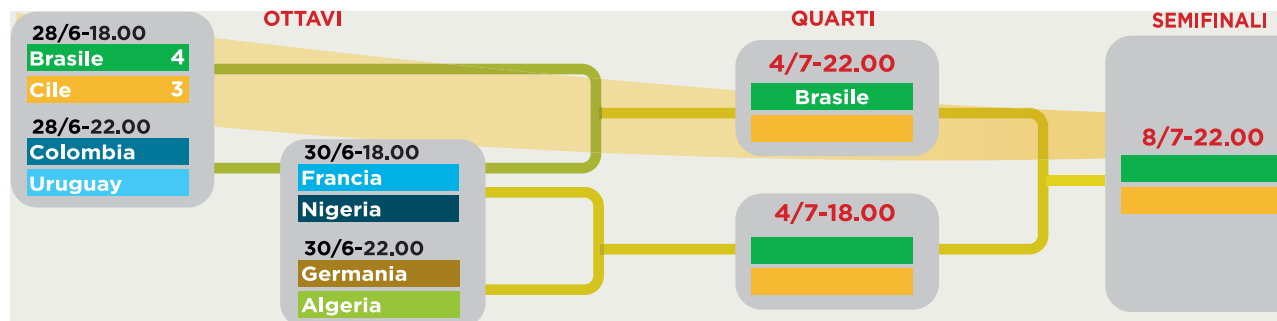 OTTAVI
28/6-18.00
Brasile 4
Cile 3
28/6-22.00
Colombia
Uruguay
30/6-18.00
Francia
Nigeria
30/6-22.00
Germania
Algeria
QUARTI
4/7-22.00
Brasile
4/7-18.00
SEMIFINALI
8/7-22.00